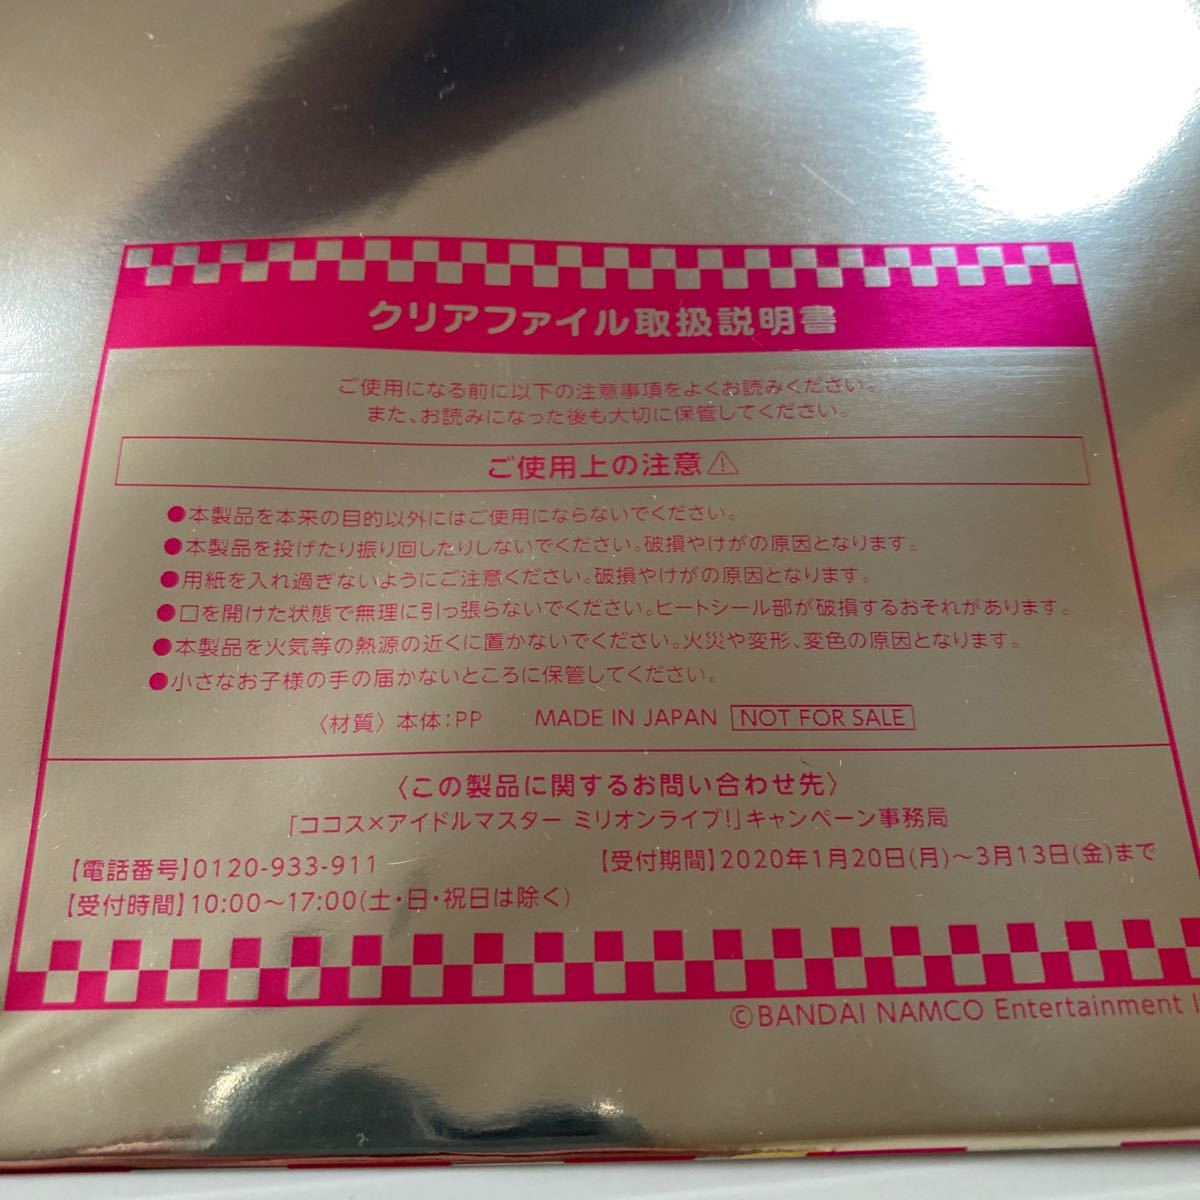 クリアファイル取扱説明書
ご使用になる前に以下の注意事項をよくお読みください。
また、お読みになった後も大切に保管してください。
ご使用上の注意⚠
●本製品を本来の目的以外にはご使用にならないでください。
●本製品を投げたり振り回したりしないでください。破損やけがの原因となります。
●用紙を入れ過ぎないようにご注意ください。破損やけがの原因となります。
●口を開けた状態で無理に引っ張らないでください。ヒートシール部が破損するおそれがあります。
●本製品を火気等の熱源の近くに置かないでください。火災や変形、変色の原因となります。
●小さなお子様の手の届かないところに保管してください。
〈材質〉本体：PP MADE IN JAPAN NOT FOR SALE
〈この製品に関するお問い合わせ先〉
「ココス×アイドルマスター ミリオンライブ！」キャンペーン事務局
【電話番号】0120-933-911 【受付期間】2020年1月20日(月)～3月13日(金)まで
【受付時間】10:00～17:00(土・日・祝日は除く)
©BANDAI NAMCO Entertainment